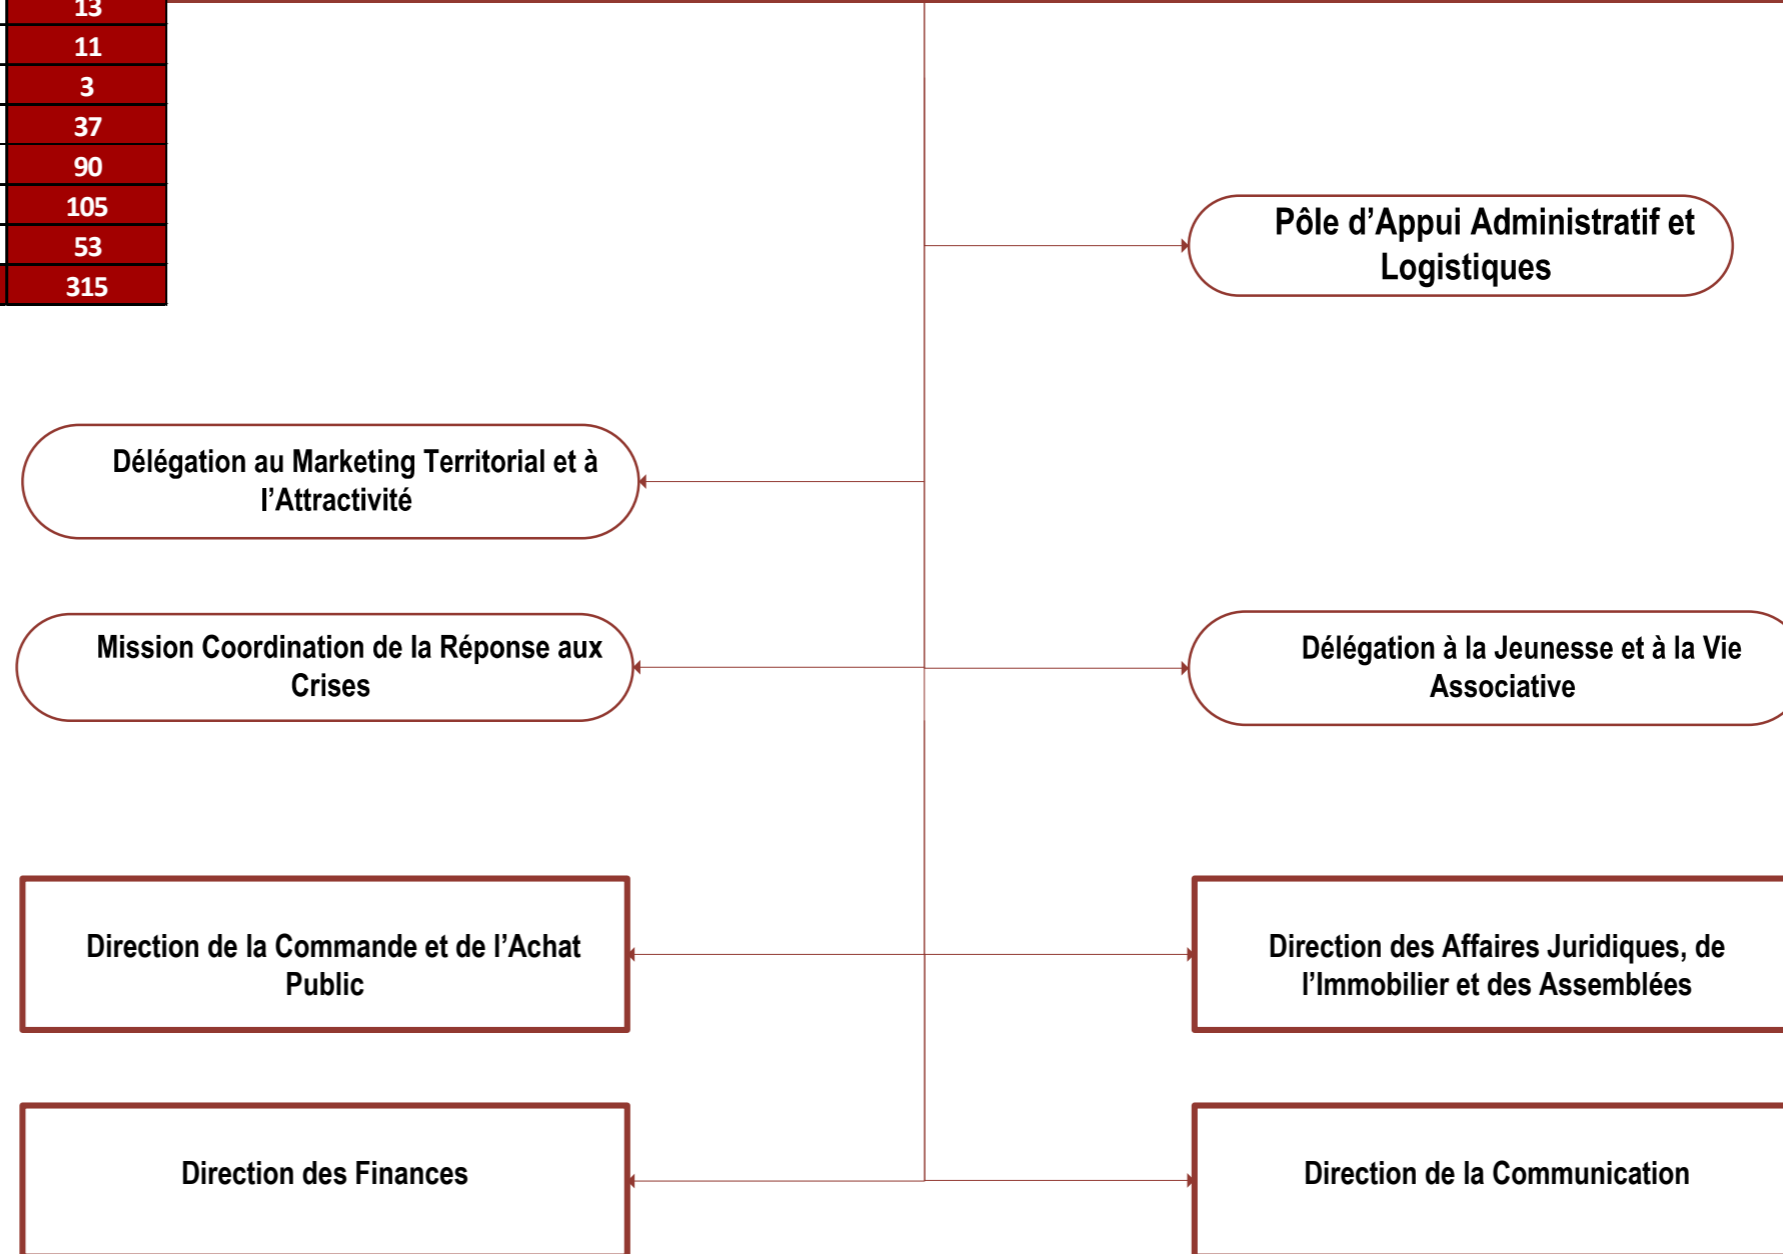 13
11
3
37
90
105
53
315
Pôle d’Appui Administratif et
Logistiques
Délégation au Marketing Territorial et à
l’Attractivité
Mission Coordination de la Réponse aux
Crises
Délégation à la Jeunesse et à la Vie
Associative
Direction de la Commande et de l’Achat
Public
Direction des Affaires Juridiques, de
l’Immobilier et des Assemblées
Direction des Finances
Direction de la Communication